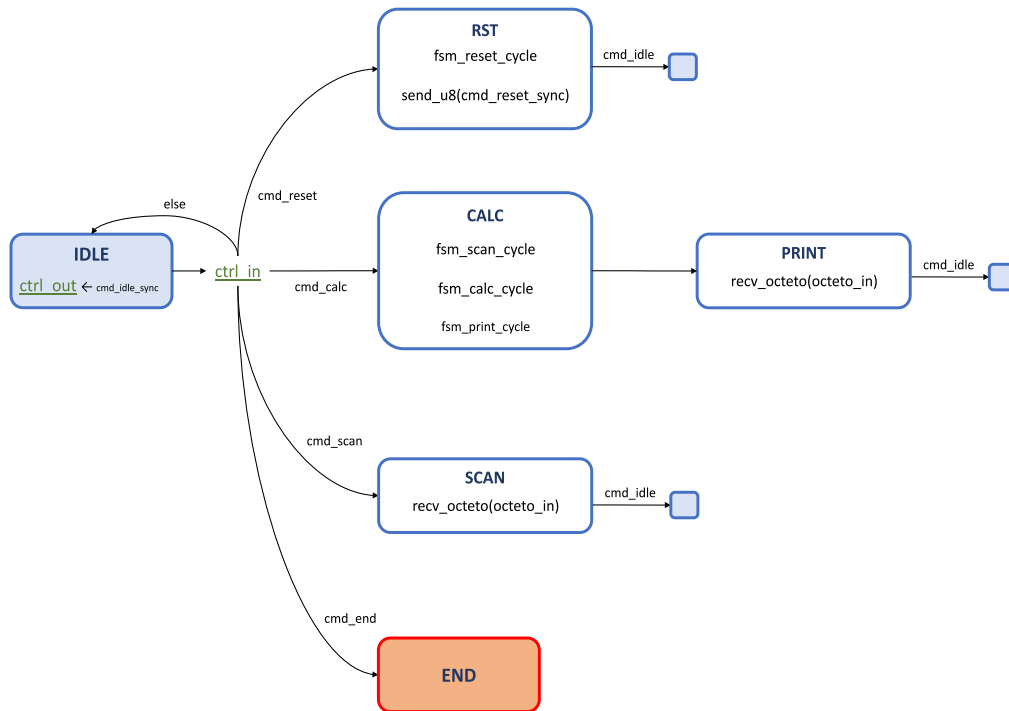 RST
fsm_reset_cycle
send_u8(cmd_reset_sync)
cmd_idle
cmd_reset
else
IDLE
ctrl_out ← cmd_idle_sync
ctrl_in
cmd_calc
CALC
fsm_scan_cycle
fsm_calc_cycle
fsm_print_cycle
PRINT
recv_octeto(octeto_in)
cmd_idle
cmd_scan
SCAN
recv_octeto(octeto_in)
cmd_idle
cmd_end
END